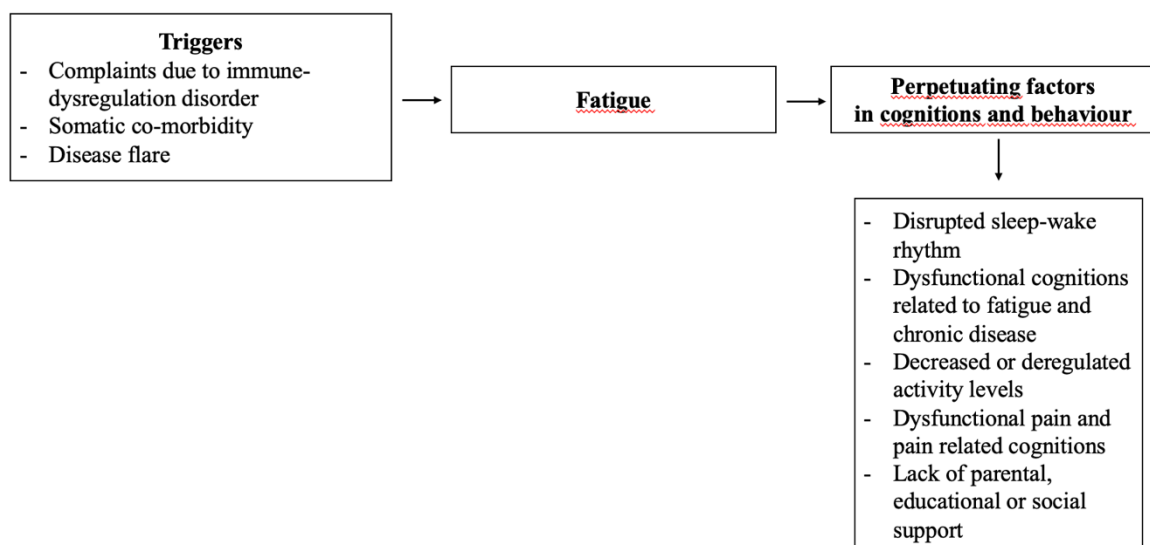 Triggers
- Complaints due to immune-
dysregulation disorder
- Somatic co-morbidity
- Disease flare
Fatigue
Perpetuating factors
in cognitions and behaviour
- Disrupted sleep-wake
rhythm
- Dysfunctional cognitions
related to fatigue and
chronic disease
- Decreased or deregulated
activity levels
- Dysfunctional pain and
pain related cognitions
- Lack of parental,
educational or social
support